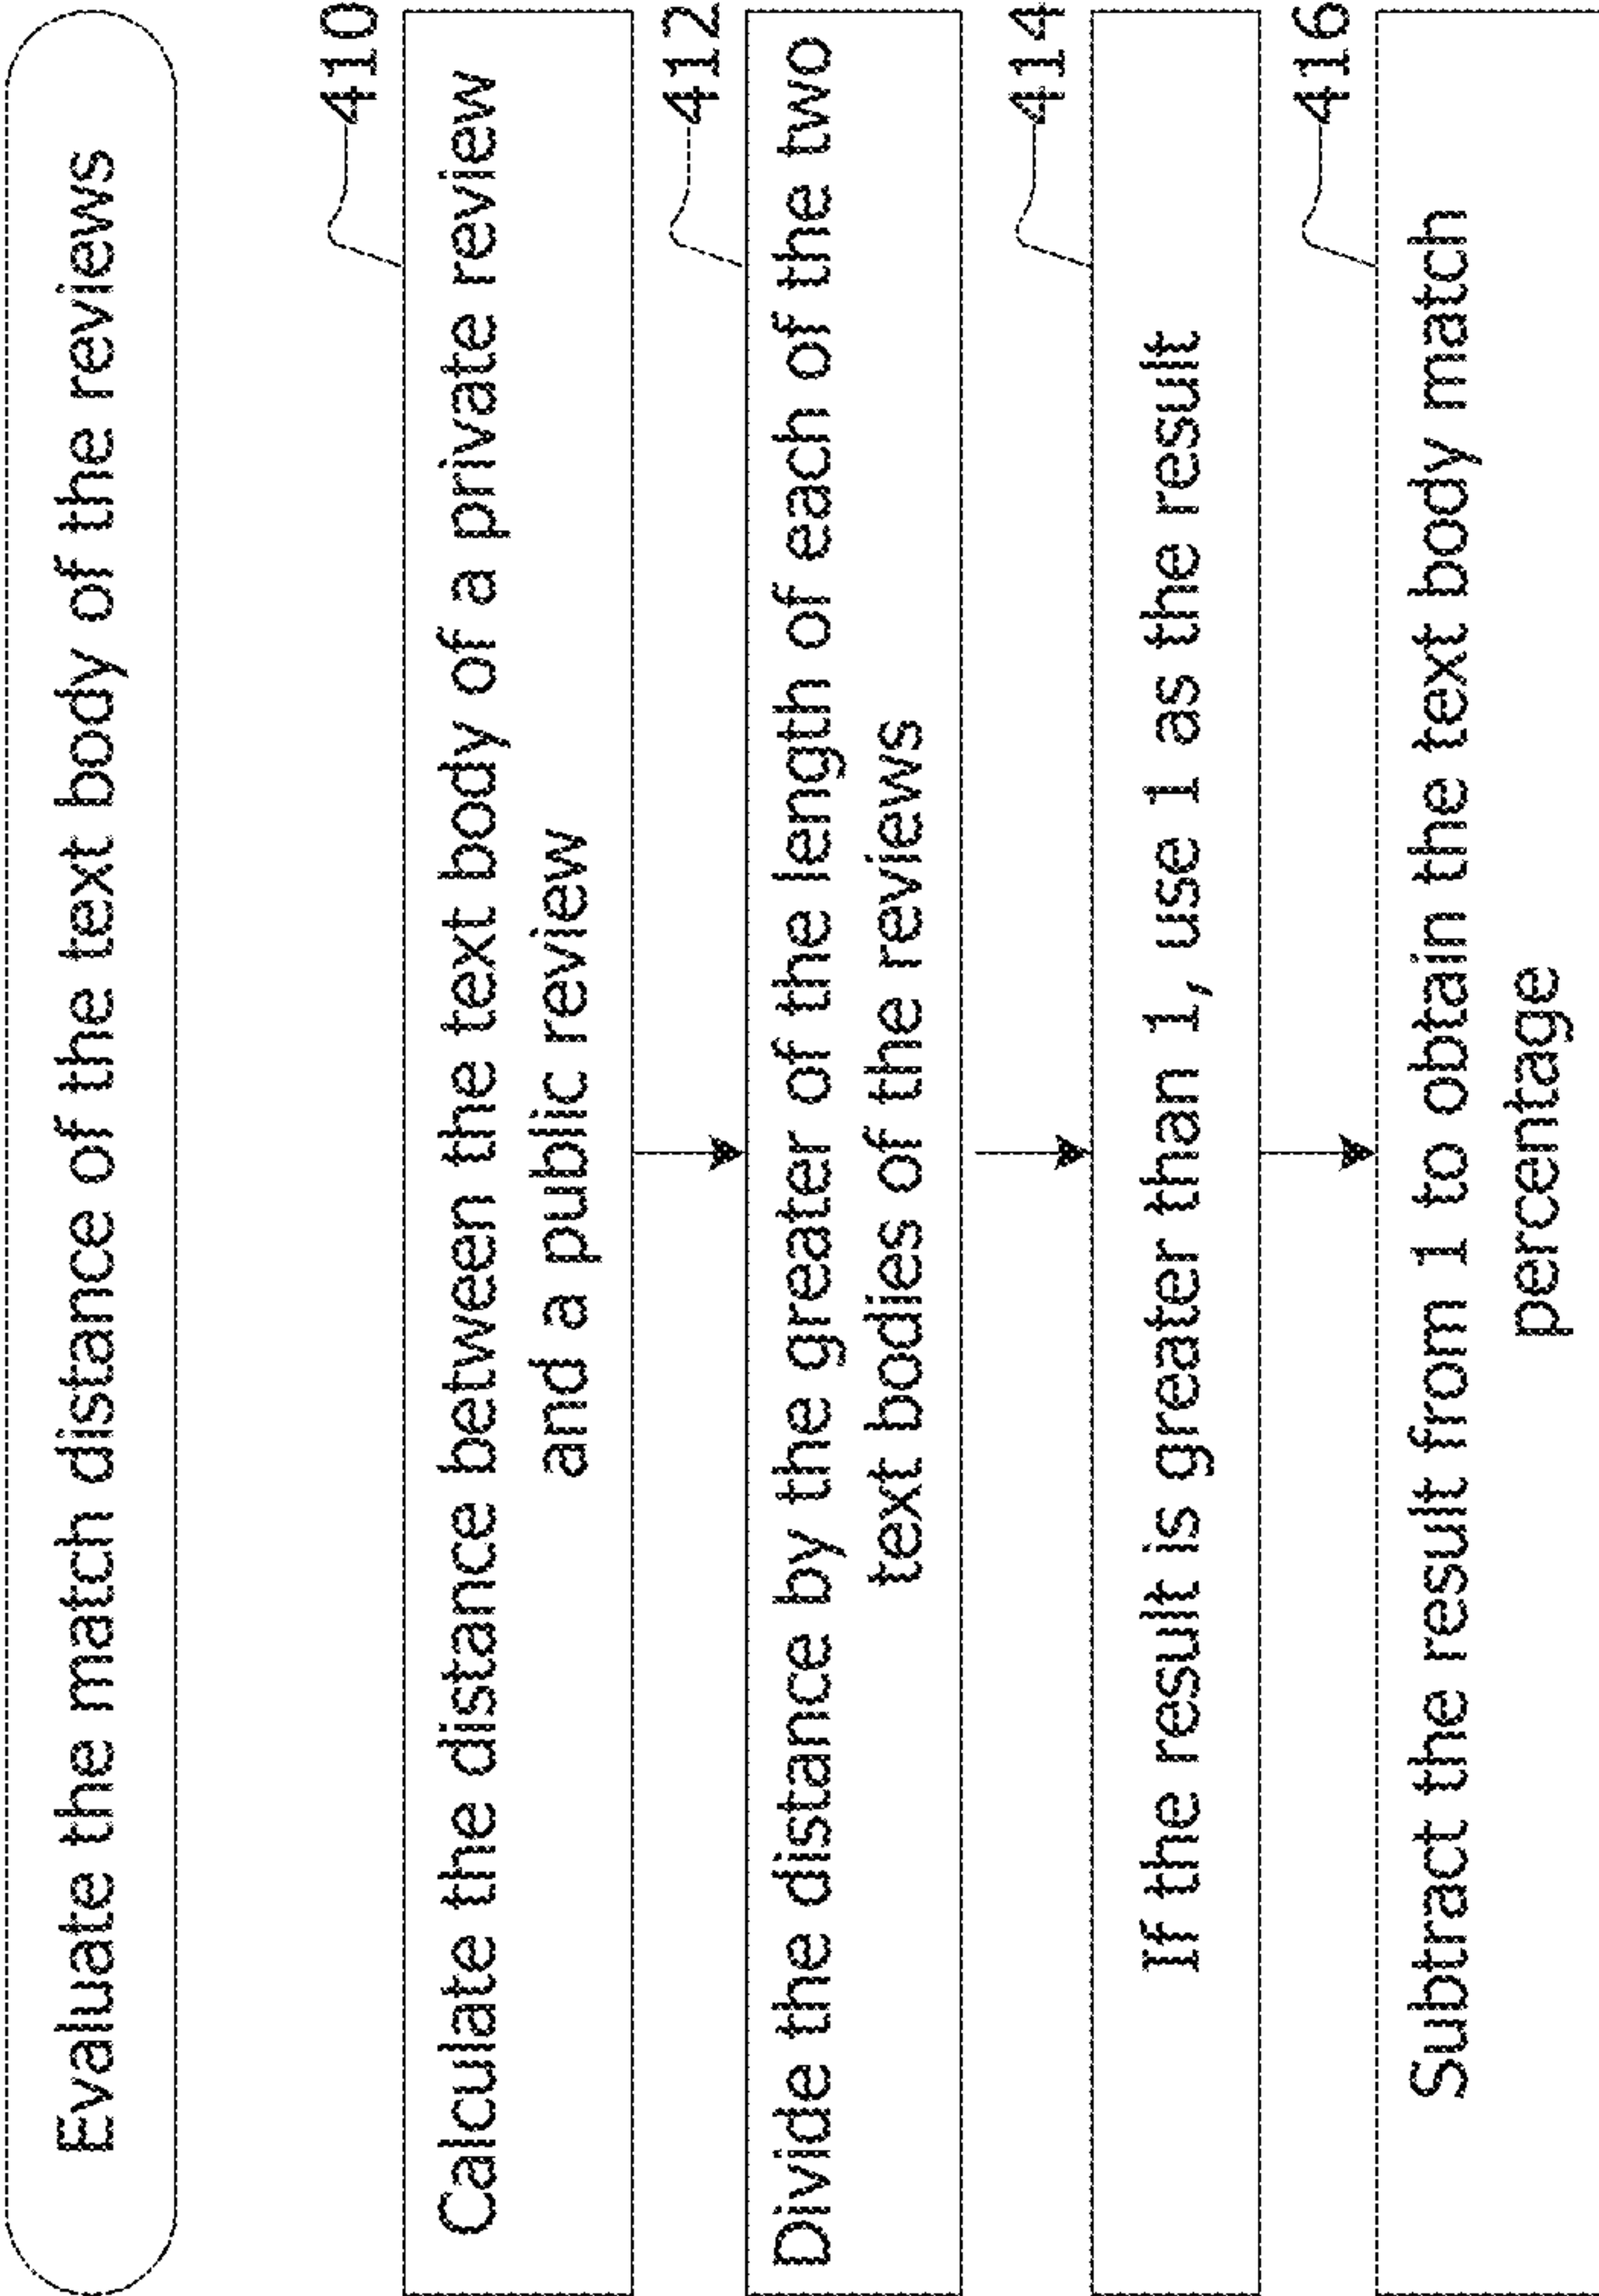 Evaluate the match distance of the text body of the reviews
410
Calculate the distance between the text body of a private review
and a public review
412
Divide the distance by the greater of the length of each of the two
text bodies of the reviews
414
If the result is greater than 1, use 1 as the result
416
Subtract the result from 1 to obtain the text body match
percentage